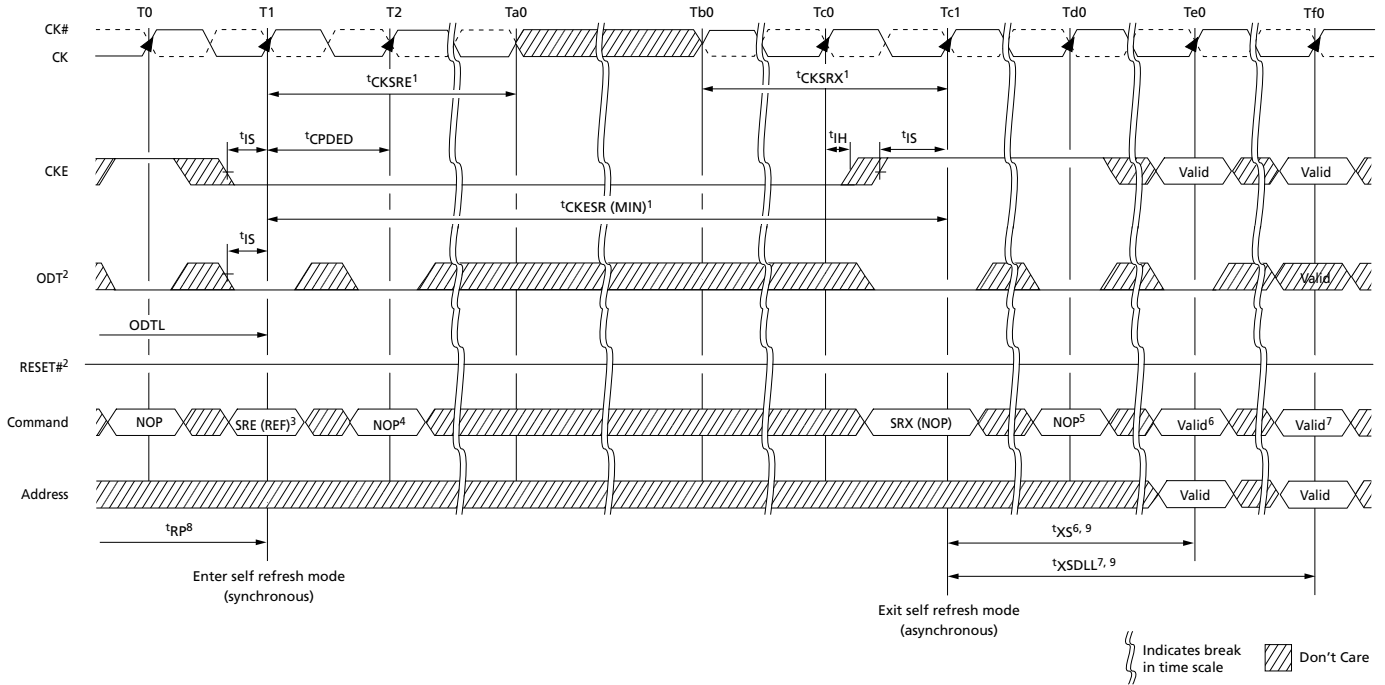 T0 T1 T2 Ta0 Tb0 Tc0 Tc1 Td0 Te0 Tf0
CK#
CK
tCKSRE1 tCKSRX1
tIS tCPDED tIH tIS
CKE Valid Valid
tCKESR (MIN)1
tIS
ODT2 Valid
ODTL
RESET#2
Command NOP SRE (REF)3 NOP4 SRX (NOP) NOP5 Valid6 Valid7
Address Valid Valid
tRP8 tXS6, 9
tXSDLL7, 9
Enter self refresh mode
(synchronous)
Exit self refresh mode
(asynchronous)
Indicates break
in time scale
Don't Care